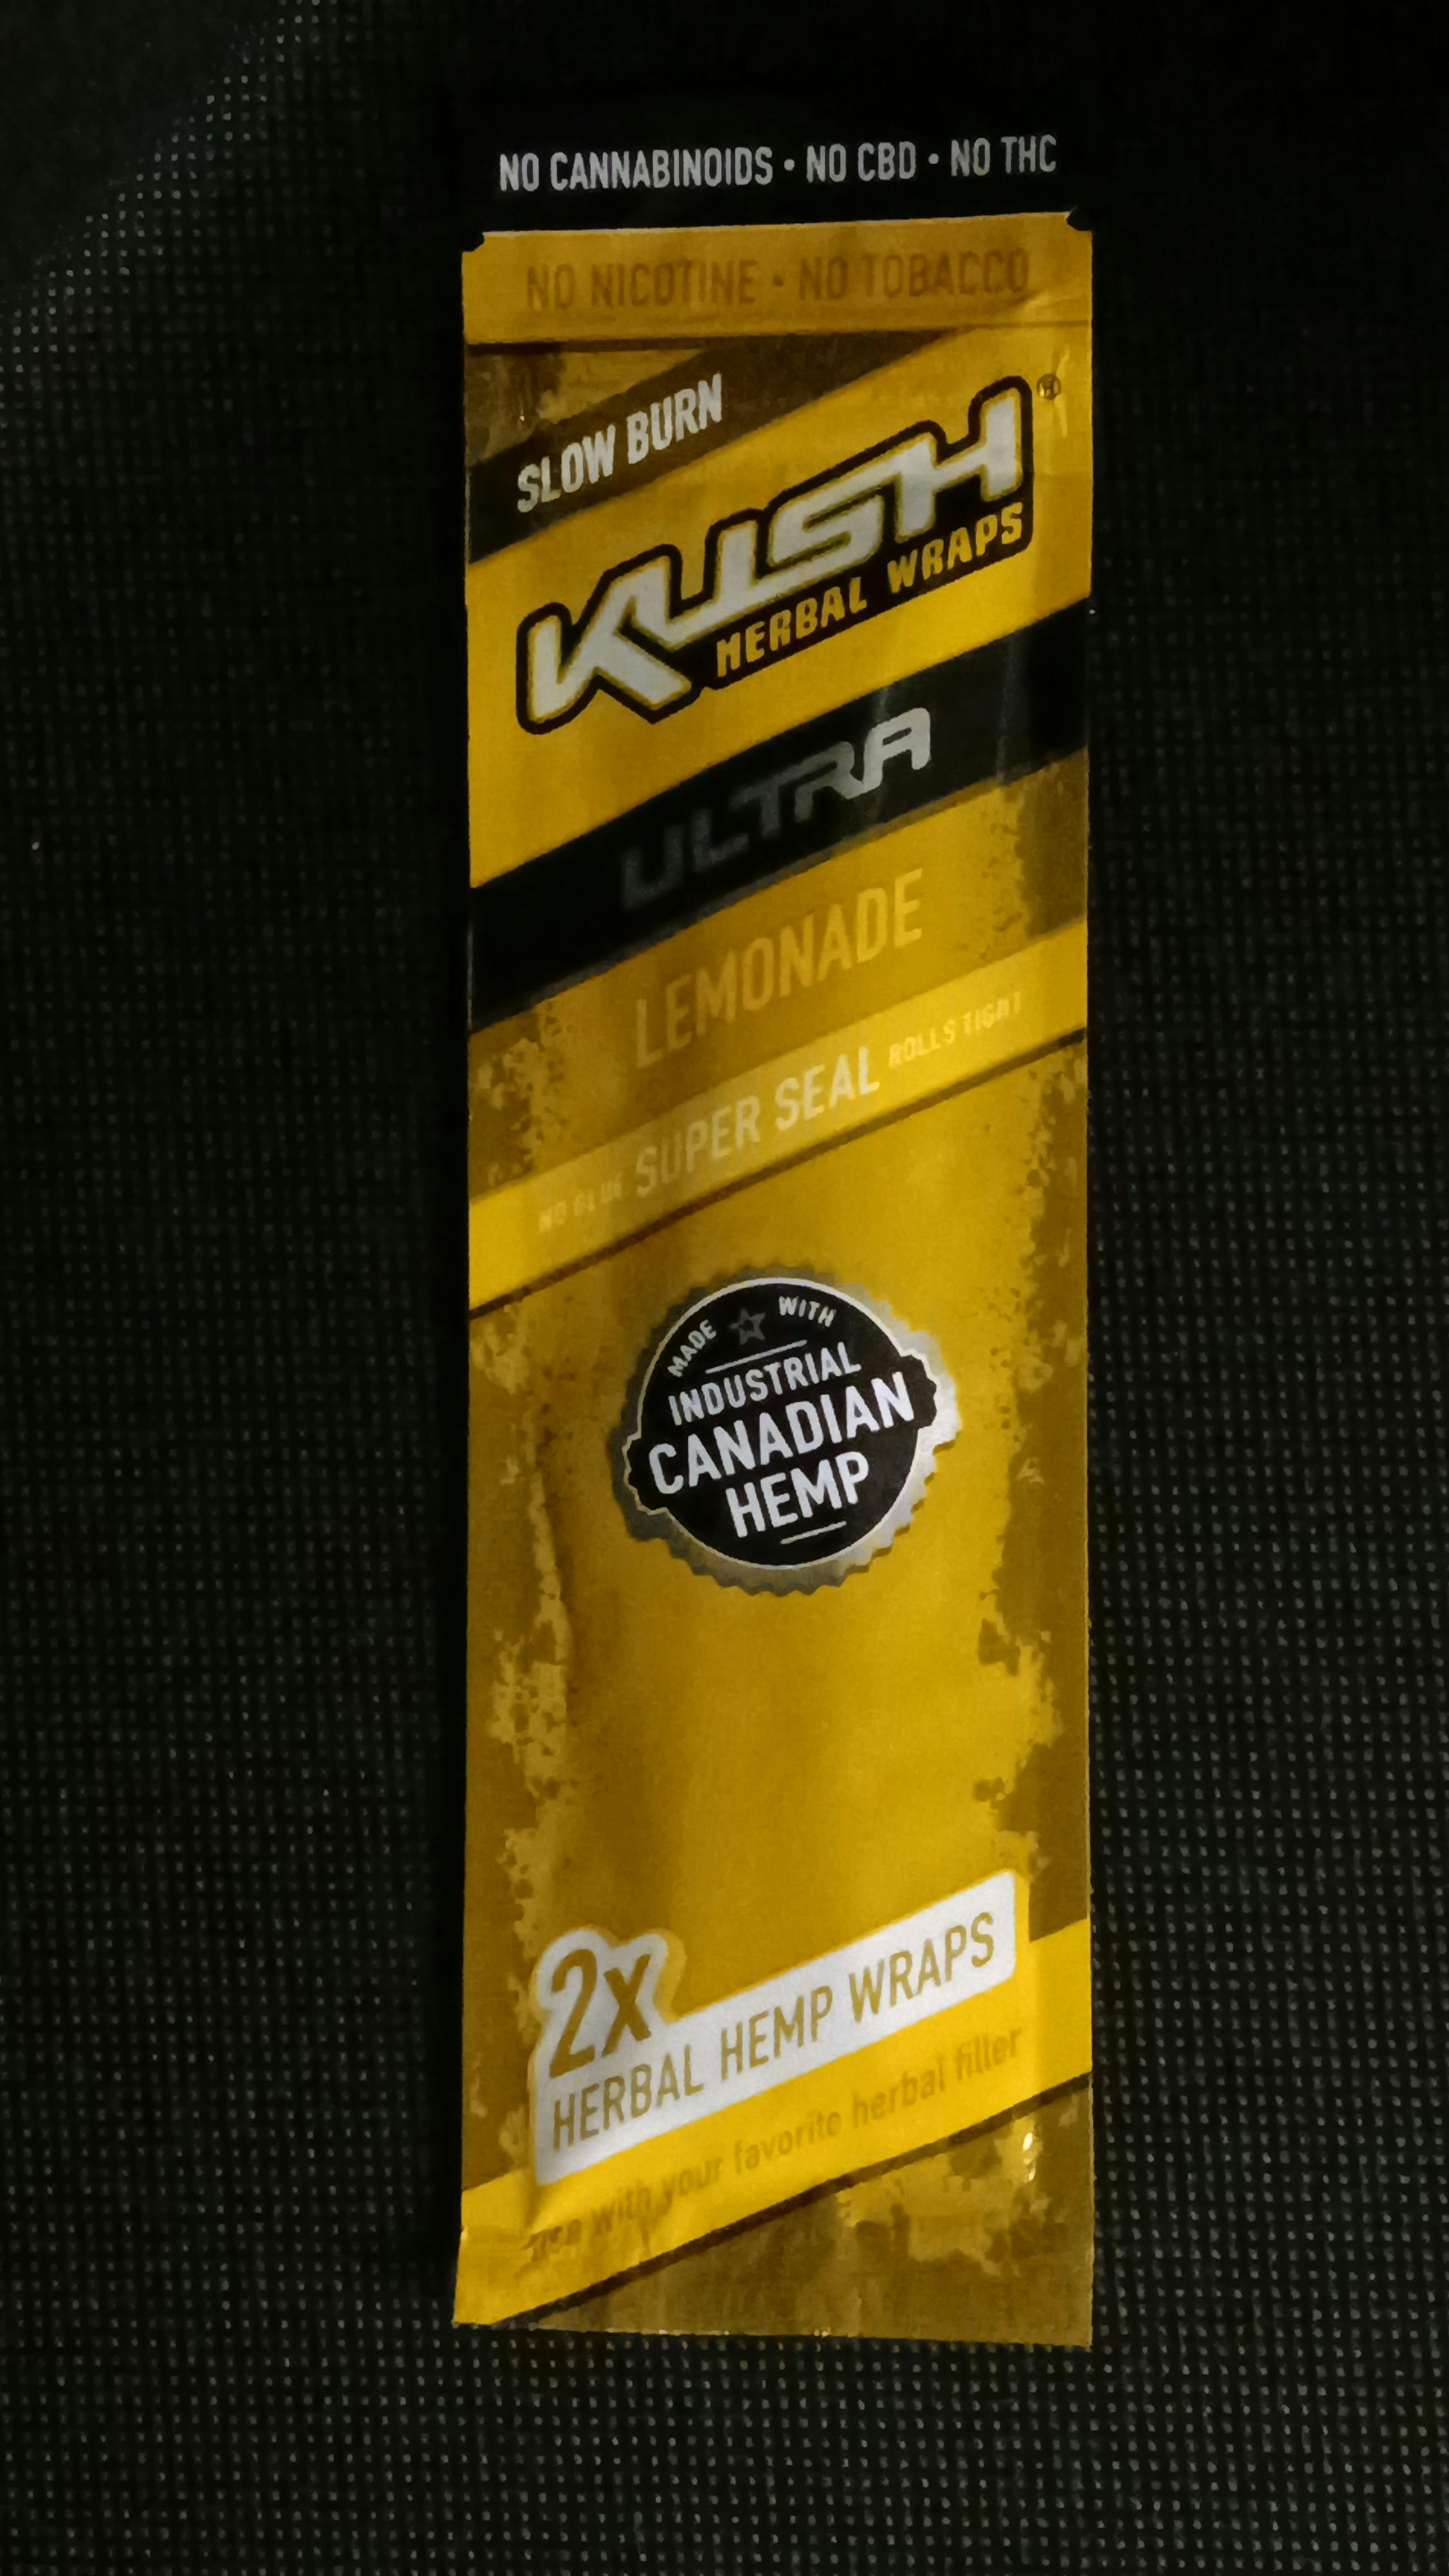 NO CANNABINOIDS • NO CBD • NO THC
NO NICOTINE • NO TOBACCO
SLOW BURN
KUSH®
HERBAL WRAPS
ULTRA
LEMONADE
NO GLUE SUPER SEAL ROLLS TIGHT
MADE WITH
INDUSTRIAL
CANADIAN
HEMP
2x
HERBAL HEMP WRAPS
with your favorite herbal filler